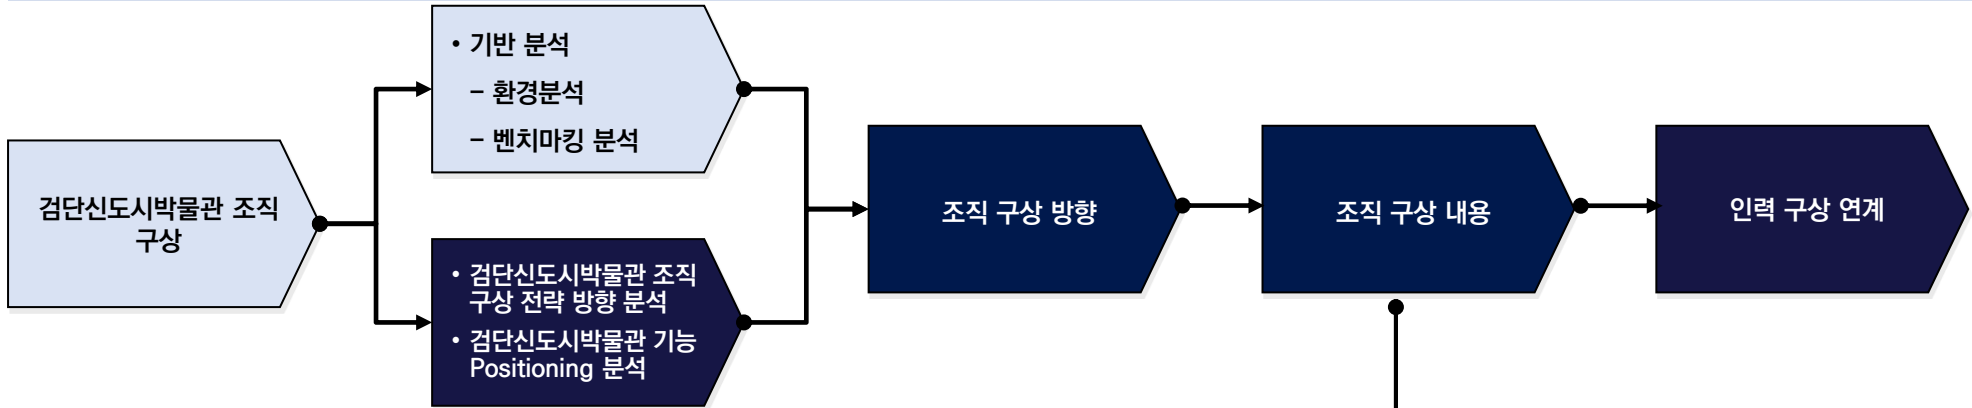 • 기반 분석
– 환경분석
– 벤치마킹 분석
검단신도시박물관 조직
구상
• 검단신도시박물관 조직
구상 전략 방향 분석
• 검단신도시박물관 기능
Positioning 분석
조직 구상 방향
조직 구상 내용
인력 구상 연계